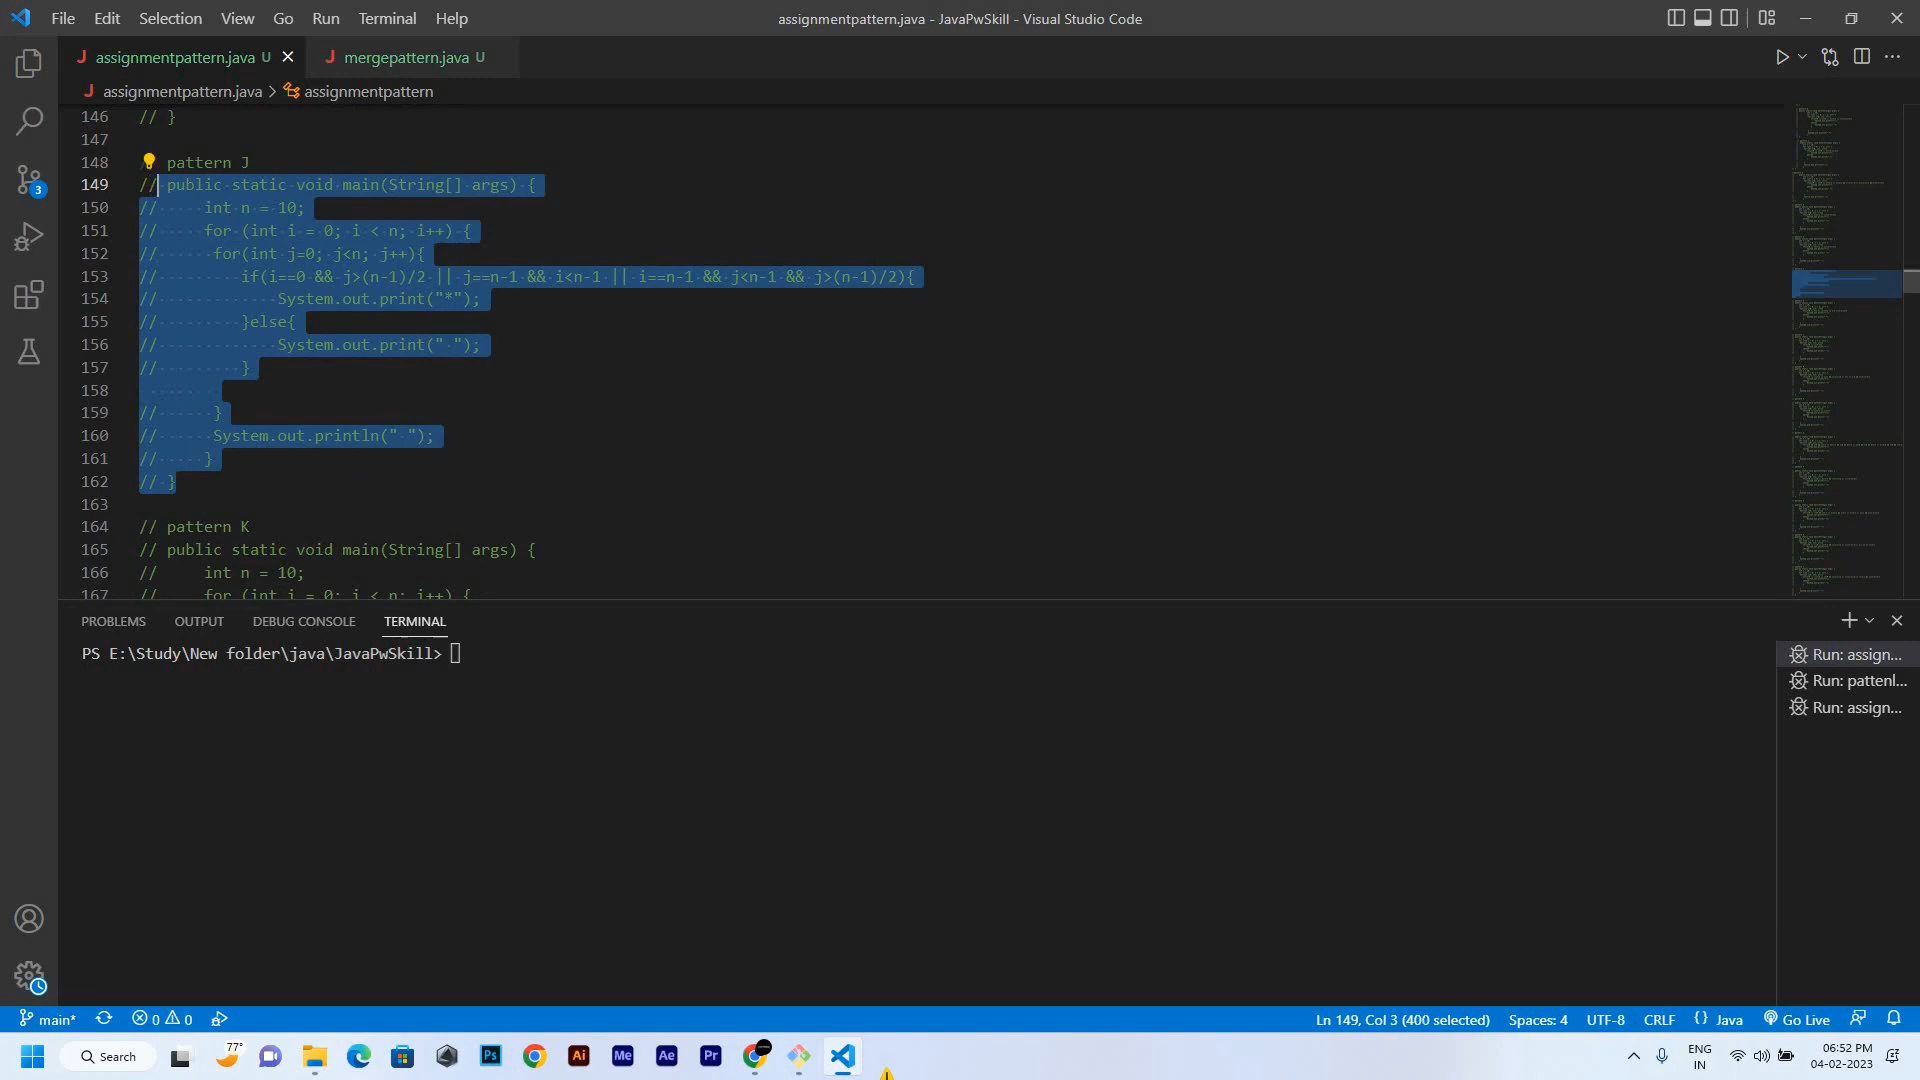 File Edit Selection View Go Run Terminal Help
assignmentpattern.java - JavaPwSkill - Visual Studio Code
J assignmentpattern.java U
J mergepattern.java U
J assignmentpattern.java > assignmentpattern
146 // }
147
148 pattern J
149 // public static void main(String[] args) {
150 // int n = 10;
151 // for (int i = 0; i < n; i++) {
152 // for(int j=0; j<n; j++){
153 // if(i==0 && j>(n-1)/2 || j==n-1 && i<n-1 || i==n-1 && j<n-1 && j>(n-1)/2){
154 // System.out.print("*");
155 // }else{
156 // System.out.print(" ");
157 // }
158
159 // }
160 // System.out.println(" ");
161 // }
162 // }
163
164 // pattern K
165 // public static void main(String[] args) {
166 // int n = 10;
167 // for (int i = 0; i < n; i++) {
PROBLEMS OUTPUT DEBUG CONSOLE TERMINAL
PS E:\Study\New folder\java\JavaPwSkill>
Run: assign...
Run: pattenl...
Run: assign...
3
main* 0 0
Ln 149, Col 3 (400 selected) Spaces: 4 UTF-8 CRLF {} Java Go Live
Search
77°
Ps Ai Me Ae Pr
ENG
IN
06:52 PM
04-02-2023